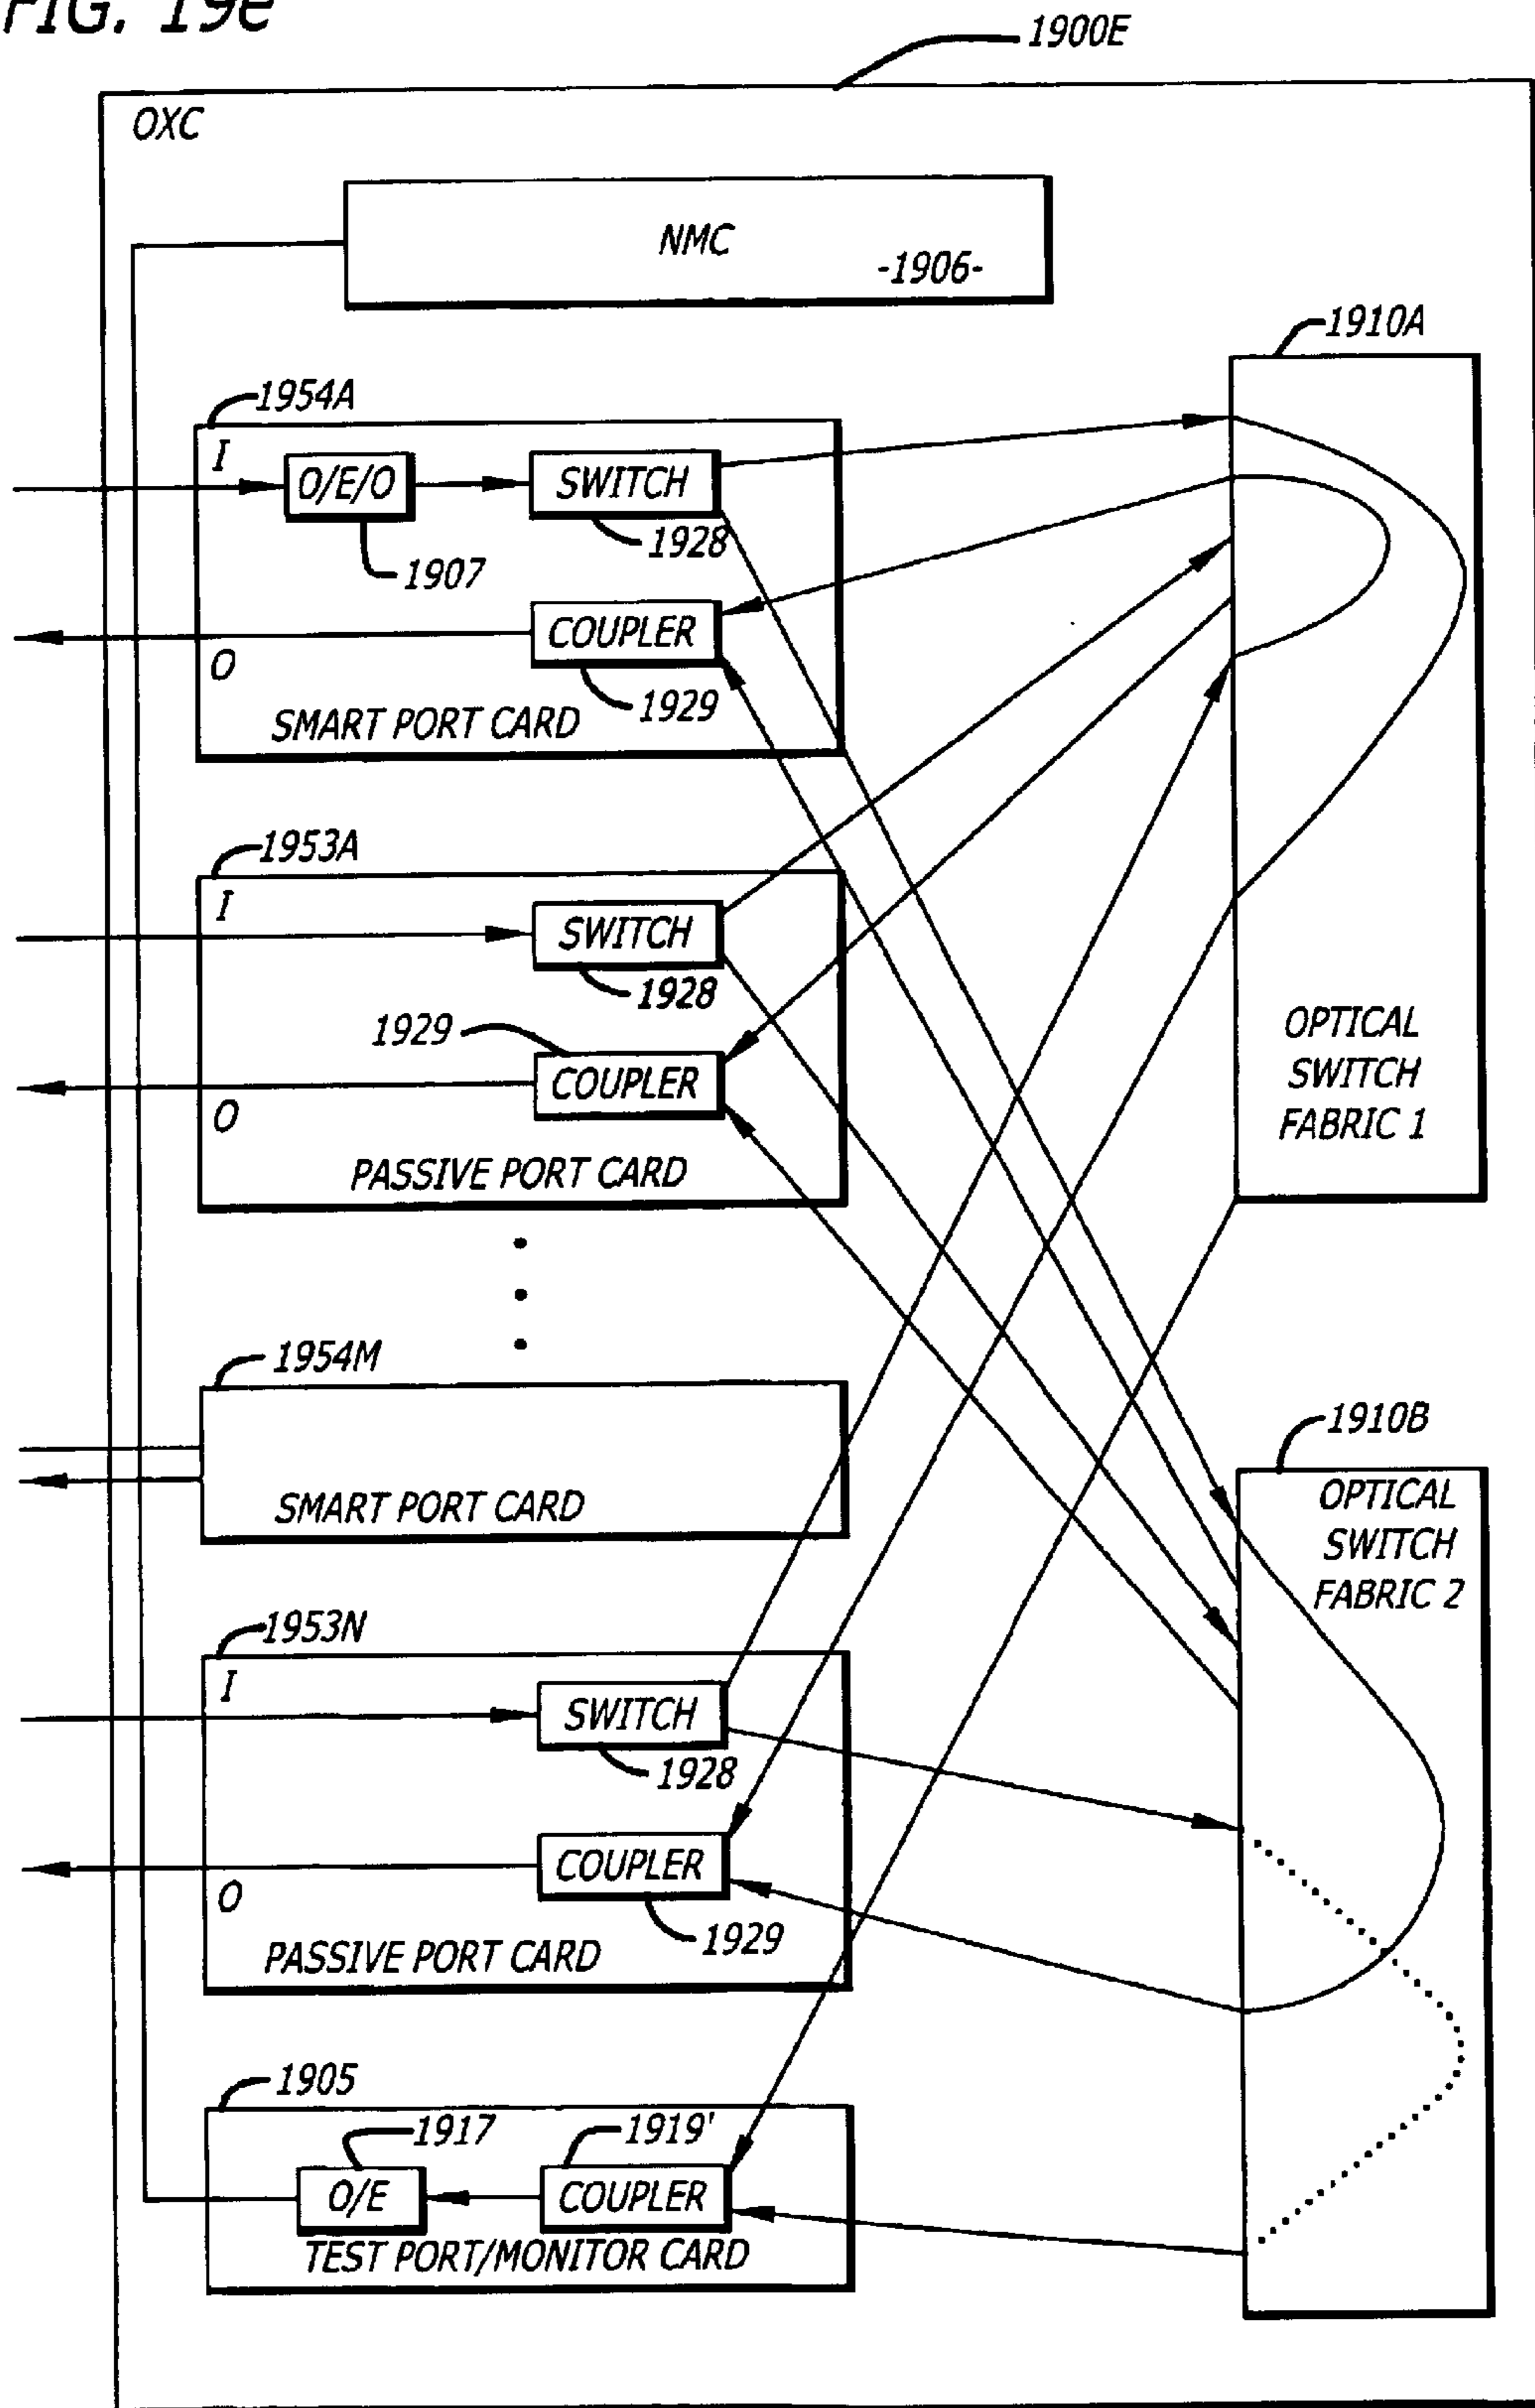 FIG. 19e
1900E
OXC
NMC
-1906-
1910A
1954A
I
O/E/O
SWITCH
1928
1907
COUPLER
O
1929
SMART PORT CARD
1953A
I
SWITCH
1928
1929
COUPLER
O
PASSIVE PORT CARD
OPTICAL
SWITCH
FABRIC 1
1954M
SMART PORT CARD
1910B
OPTICAL
SWITCH
FABRIC 2
1953N
I
SWITCH
1928
COUPLER
O
1929
PASSIVE PORT CARD
1905
1917
1919'
O/E
COUPLER
TEST PORT/MONITOR CARD